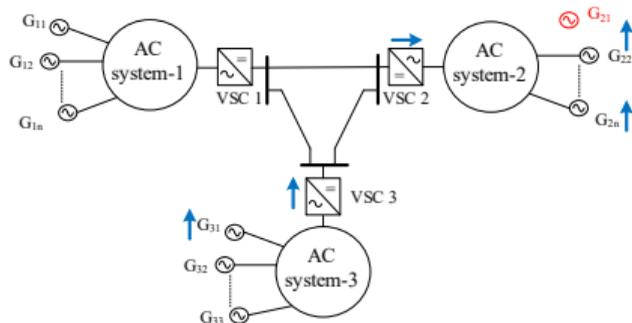 G11
G12
G1n
AC
system-1
VSC 1
VSC 2
AC
system-2
G21
G22
G2n
VSC 3
G31
G32
G33
AC
system-3